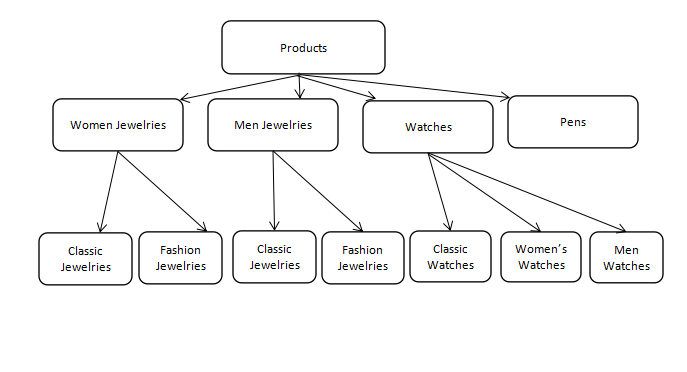 Products
Women Jewelries
Men Jewelries
Watches
Pens
Classic
Jewelries
Fashion
Jewelries
Classic
Jewelries
Fashion
Jewelries
Classic
Watches
Women’s
Watches
Men
Watches